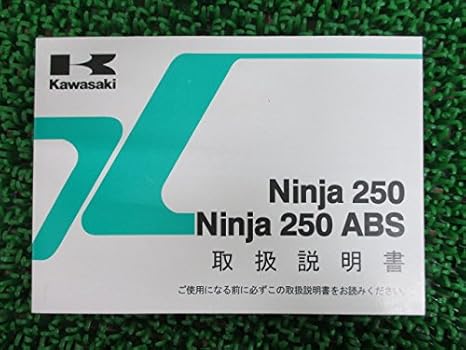 Kawasaki
Ninja 250
Ninja 250 ABS
取扱説明書
ご使用になる前に必ずこの取扱説明書をお読みください。